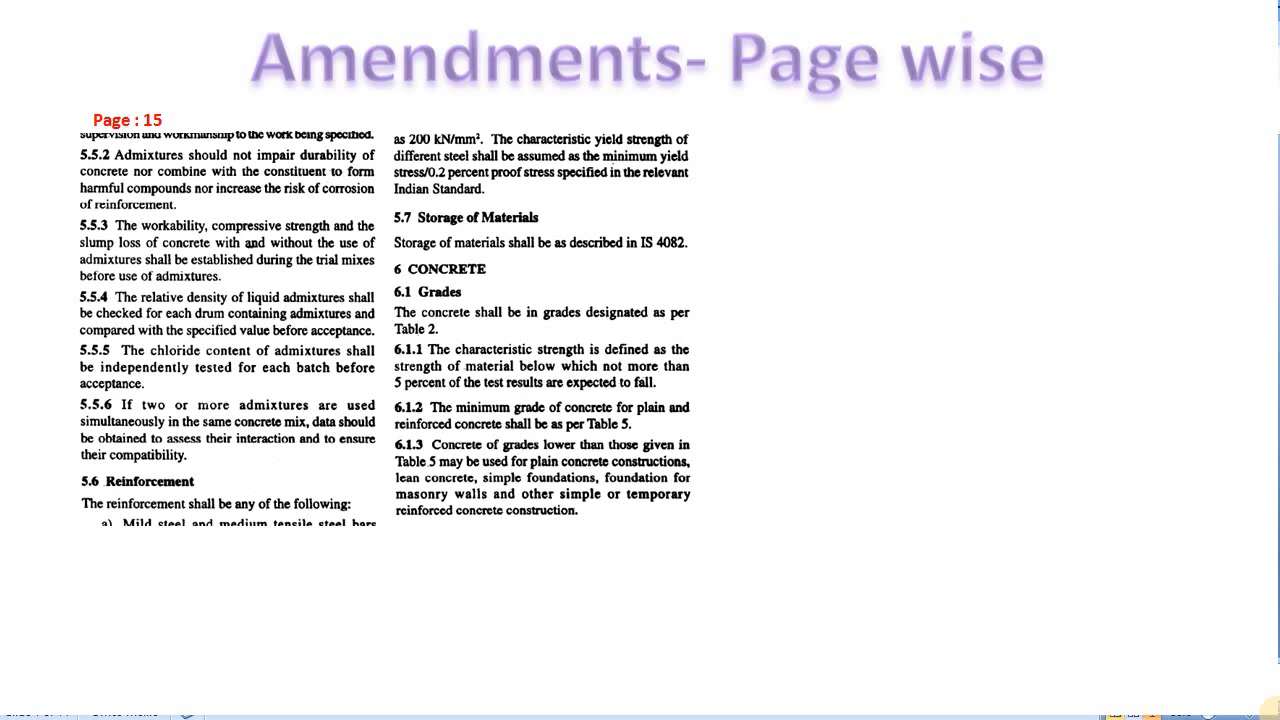 Amendments- Page wise
Page : 15
supervision and workmanship to the work being specified.
5.5.2 Admixtures should not impair durability of
concrete nor combine with the constituent to form
harmful compounds nor increase the risk of corrosion
of reinforcement.
5.5.3 The workability, compressive strength and the
slump loss of concrete with and without the use of
admixtures shall be established during the trial mixes
before use of admixtures.
5.5.4 The relative density of liquid admixtures shall
be checked for each drum containing admixtures and
compared with the specified value before acceptance.
5.5.5 The chloride content of admixtures shall
be independently tested for each batch before
acceptance.
5.5.6 If two or more admixtures are used
simultaneously in the same concrete mix, data should
be obtained to assess their interaction and to ensure
their compatibility.
5.6 Reinforcement
The reinforcement shall be any of the following:
a) Mild steel and medium tensile steel bars
as 200 kN/mm². The characteristic yield strength of
different steel shall be assumed as the minimum yield
stress/0.2 percent proof stress specified in the relevant
Indian Standard.
5.7 Storage of Materials
Storage of materials shall be as described in IS 4082.
6 CONCRETE
6.1 Grades
The concrete shall be in grades designated as per
Table 2.
6.1.1 The characteristic strength is defined as the
strength of material below which not more than
5 percent of the test results are expected to fall.
6.1.2 The minimum grade of concrete for plain and
reinforced concrete shall be as per Table 5.
6.1.3 Concrete of grades lower than those given in
Table 5 may be used for plain concrete constructions,
lean concrete, simple foundations, foundation for
masonry walls and other simple or temporary
reinforced concrete construction.